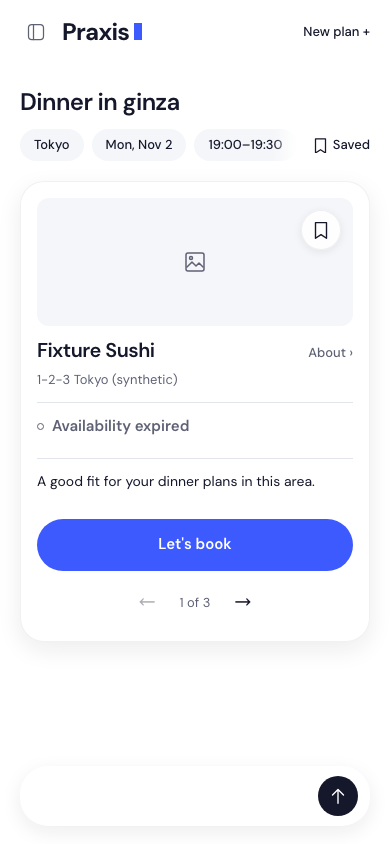 Praxis
New plan +
Dinner in ginza
Tokyo
Mon, Nov 2
19:00–19:30
Saved
Fixture Sushi
About ›
1-2-3 Tokyo (synthetic)
Availability expired
A good fit for your dinner plans in this area.
Let's book
← 1 of 3 →